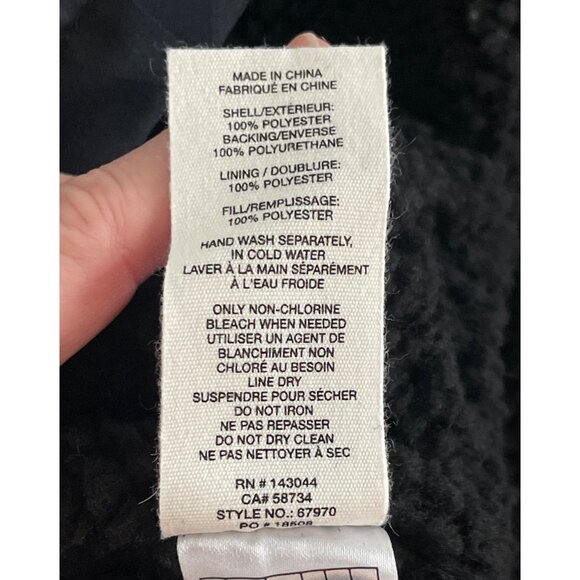 MADE IN CHINA
FABRIQUÉ EN CHINE
SHELL/EXTÉRIEUR:
100% POLYESTER
BACKING/ENVERSE
100% POLYURETHANE
LINING / DOUBLURE:
100% POLYESTER
FILL/REMPLISSAGE:
100% POLYESTER
HAND WASH SEPARATELY,
IN COLD WATER
LAVER À LA MAIN SÉPARÉMENT
À L'EAU FROIDE
ONLY NON-CHLORINE
BLEACH WHEN NEEDED
UTILISER UN AGENT DE
BLANCHIMENT NON
CHLORÉ AU BESOIN
LINE DRY
SUSPENDRE POUR SÉCHER
DO NOT IRON
NE PAS REPASSER
DO NOT DRY CLEAN
NE PAS NETTOYER À SEC
RN # 143044
CA# 58734
STYLE NO.: 67970
PO # 18508